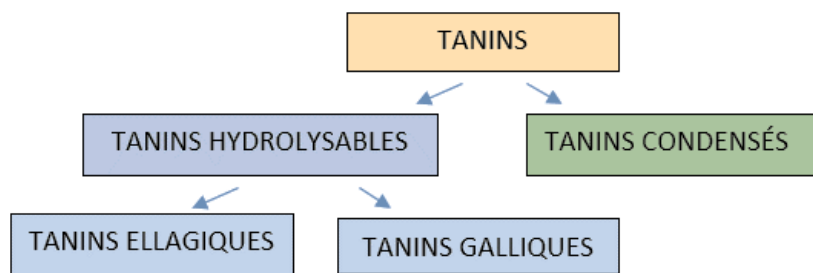 TANINS
TANINS HYDROLYSABLES
TANINS CONDENSÉS
TANINS ELLAGIQUES
TANINS GALLIQUES